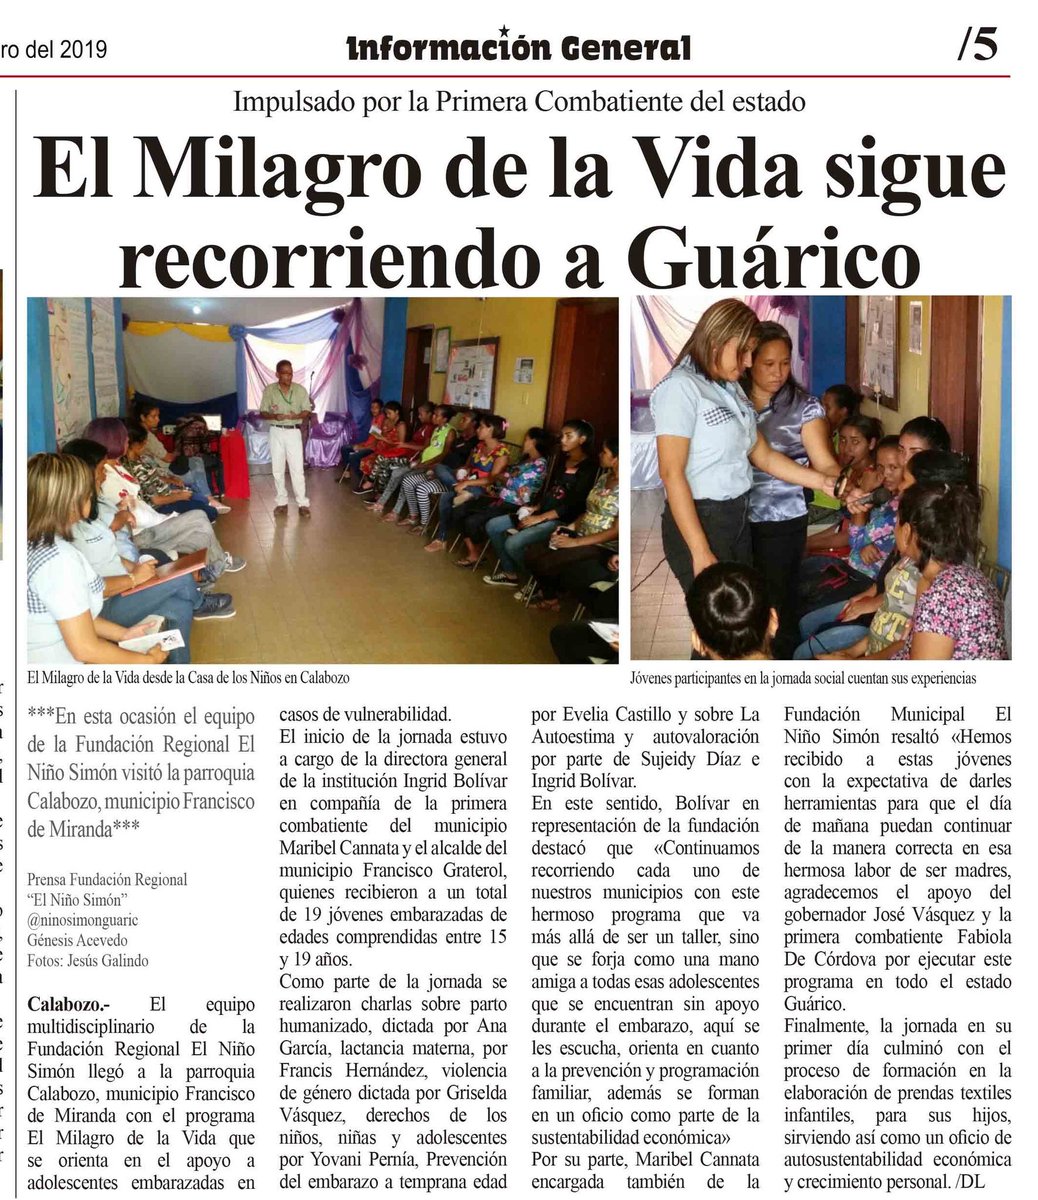 ro del 2019
Información General
/5
Impulsado por la Primera Combatiente del estado
El Milagro de la Vida sigue
recorriendo a Guárico
El Milagro de la Vida desde la Casa de los Niños en Calabozo
Jóvenes participantes en la jornada social cuentan sus experiencias
***En esta ocasión el equipo
de la Fundación Regional El
Niño Simón visitó la parroquia
Calabozo, municipio Francisco
de Miranda***
Prensa Fundación Regional
“El Niño Simón”
@ninosimonguaric
Génesis Acevedo
Fotos: Jesús Galindo
Calabozo.- El equipo
multidisciplinario de la
Fundación Regional El Niño
Simón llegó a la parroquia
Calabozo, municipio Francisco
de Miranda con el programa
El Milagro de la Vida que
se orienta en el apoyo a
adolescentes embarazadas en
casos de vulnerabilidad.
El inicio de la jornada estuvo
a cargo de la directora general
de la institución Ingrid Bolívar
en compañía de la primera
combatiente del municipio
Maribel Cannata y el alcalde del
municipio Francisco Graterol,
quienes recibieron a un total
de 19 jóvenes embarazadas de
edades comprendidas entre 15
y 19 años.
Como parte de la jornada se
realizaron charlas sobre parto
humanizado, dictada por Ana
García, lactancia materna, por
Francis Hernández, violencia
de género dictada por Griselda
Vásquez, derechos de los
niños, niñas y adolescentes
por Yovani Pernía, Prevención
del embarazo a temprana edad
por Evelia Castillo y sobre La
Autoestima y autovaloración
por parte de Sujeidy Díaz e
Ingrid Bolívar.
En este sentido, Bolívar en
representación de la fundación
destacó que «Continuamos
recorriendo cada uno de
nuestros municipios con este
hermoso programa que va
más allá de ser un taller, sino
que se forja como una mano
amiga a todas esas adolescentes
que se encuentran sin apoyo
durante el embarazo, aquí se
les escucha, orienta en cuanto
a la prevención y programación
familiar, además se forman
en un oficio como parte de la
sustentabilidad económica»
Por su parte, Maribel Cannata
encargada también de la
Fundación Municipal El
Niño Simón resaltó «Hemos
recibido a estas jóvenes
con la expectativa de darles
herramientas para que el día
de mañana puedan continuar
de la manera correcta en esa
hermosa labor de ser madres,
agradecemos el apoyo del
gobernador José Vásquez y la
primera combatiente Fabiola
De Córdova por ejecutar este
programa en todo el estado
Guárico.
Finalmente, la jornada en su
primer día culminó con el
proceso de formación en la
elaboración de prendas textiles
infantiles, para sus hijos,
sirviendo así como un oficio de
autosustentabilidad económica
y crecimiento personal. /DL